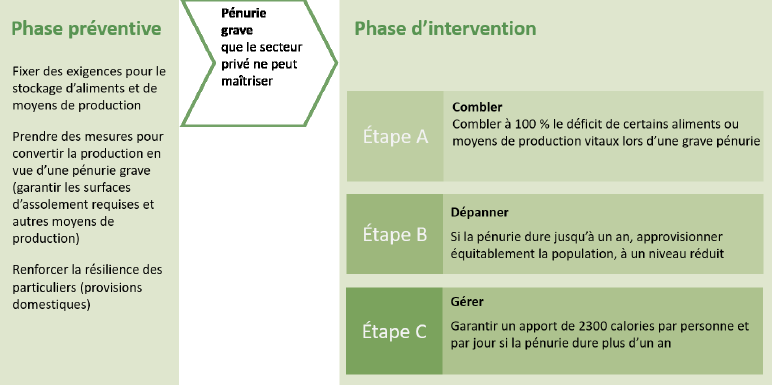 Phase préventive
Fixer des exigences pour le
stockage d'aliments et de
moyens de production
Prendre des mesures pour
convertir la production en
vue d'une pénurie grave
(garantir les surfaces
d'assolement requises et
autres moyens de
production)
Renforcer la résilience des
particuliers (provisions
domestiques)
Pénurie
grave
que le secteur
privé ne peut
maîtriser
Phase d'intervention
Étape A
Combler
Combler à 100 % le déficit de certains aliments ou
moyens de production vitaux lors d'une grave pénurie
Étape B
Dépanner
Si la pénurie dure jusqu'à un an, approvisionner
équitablement la population, à un niveau réduit
Étape C
Gérer
Garantir un apport de 2300 calories par personne et
par jour si la pénurie dure plus d'un an